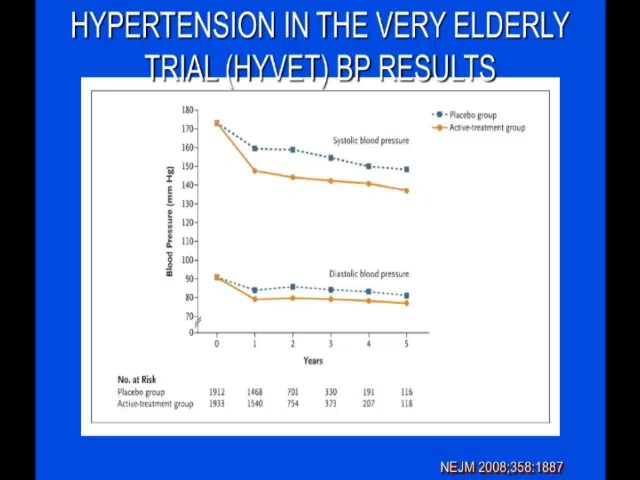 HYPERTENSION IN THE VERY ELDERLY
TRIAL (HYVET) BP RESULTS
Placebo group
Active-treatment group
Systolic blood pressure
Diastolic blood pressure
Blood Pressure (mm Hg)
180
170
160
150
140
130
120
110
100
90
80
70
0
0 1 2 3 4 5
Years
No. at Risk
Placebo group 1912 1468 701 330 191 116
Active-treatment group 1933 1540 754 373 207 118
NEJM 2008;358:1887